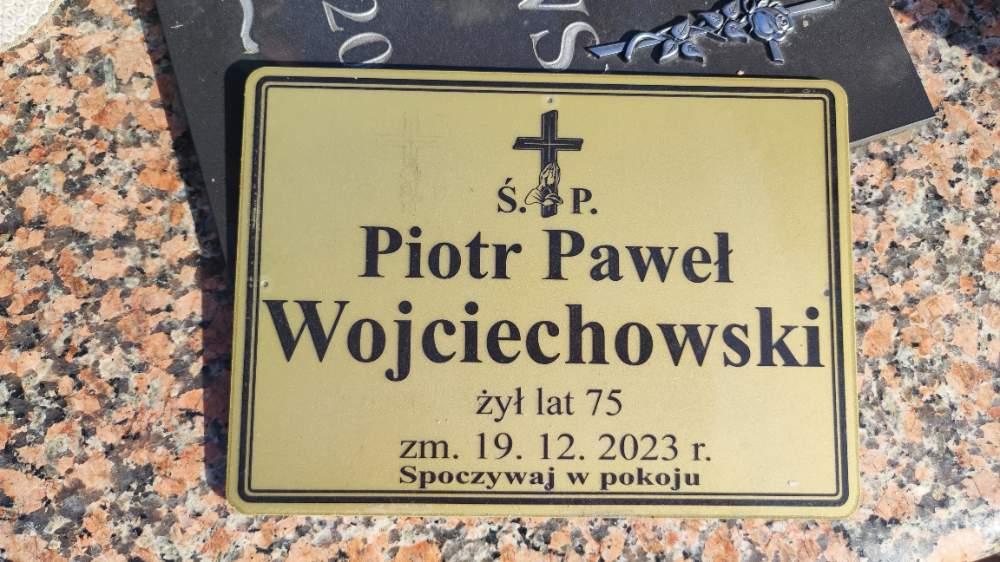 Ś. P.
Piotr Paweł
Wojciechowski
żył lat 75
zm. 19. 12. 2023 r.
Spoczywaj w pokoju